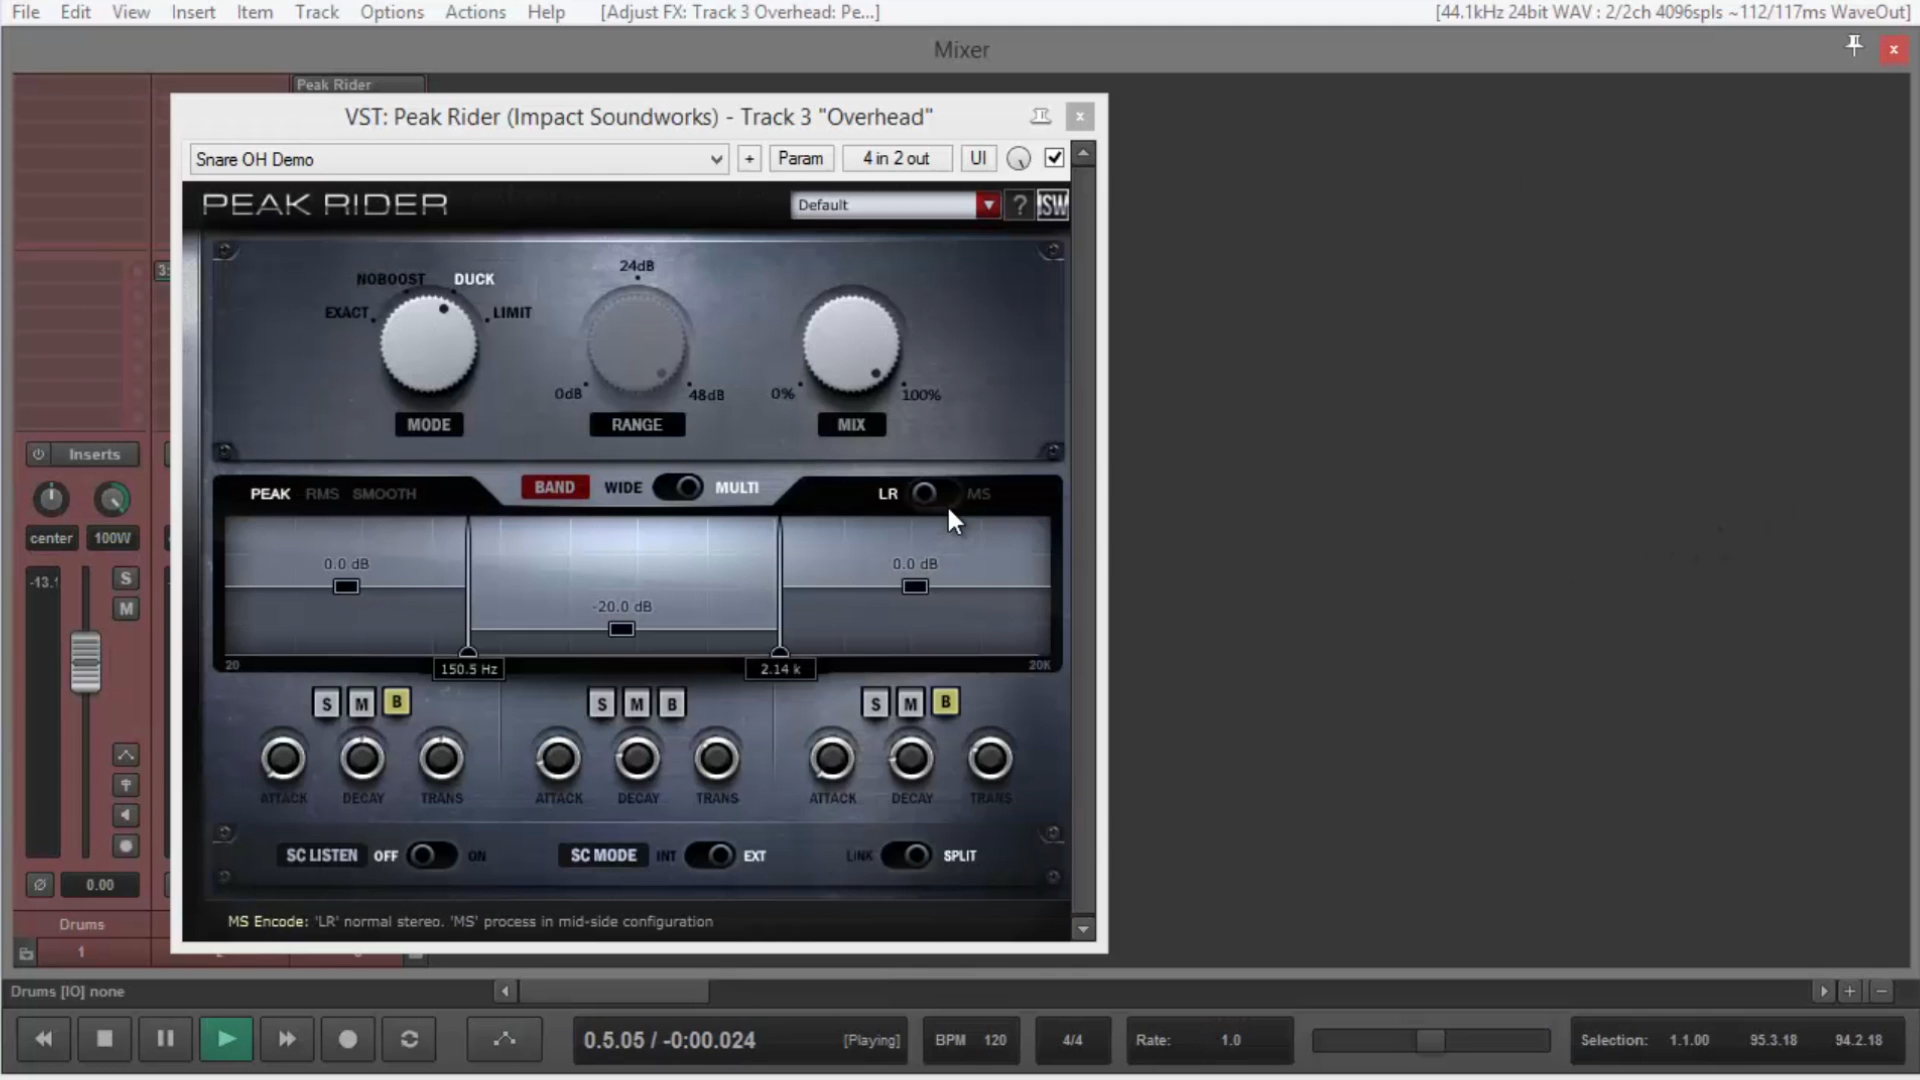 File Edit View Insert Item Track Options Actions Help [Adjust FX: Track 3 Overhead: Pe...] [44.1kHz 24bit WAV : 2/2ch 4096spls ~112/117ms WaveOut]
Mixer
Peak Rider
VST: Peak Rider (Impact Soundworks) - Track 3 "Overhead"
Snare OH Demo + Param 4 in 2 out UI
PEAK RIDER Default ? ISW
24dB
NOBOOST DUCK
EXACT LIMIT
0dB 48dB 0% 100%
MODE RANGE MIX
Inserts
PEAK RMS SMOOTH BAND WIDE MULTI LR MS
center 100W
0.0 dB 0.0 dB
-20.0 dB
S
M
20 150.5 Hz 2.14 k 20K
S M B S M B S M B
ATTACK DECAY TRANS ATTACK DECAY TRANS ATTACK DECAY TRANS
SC LISTEN OFF ON SC MODE INT EXT LINK SPLIT
0.00
MS Encode: 'LR' normal stereo. 'MS' process in mid-side configuration
Drums
1
Drums [IO] none
0.5.05 / -0:00.024 [Playing] BPM 120 4/4 Rate: 1.0 Selection: 1.1.00 95.3.18 94.2.18